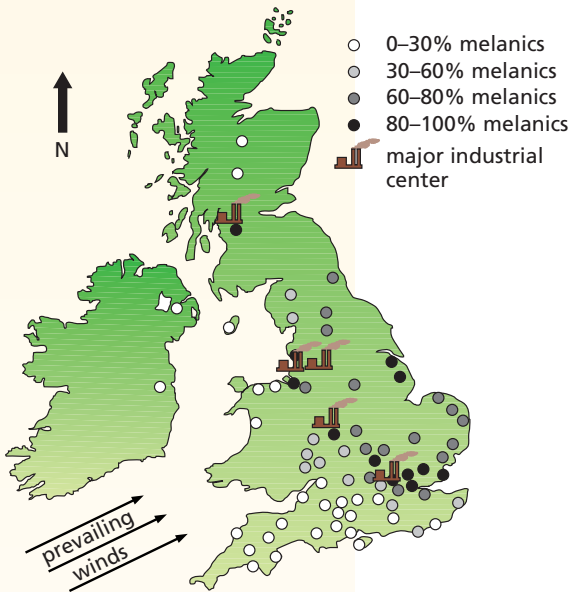 0–30% melanics
30–60% melanics
60–80% melanics
80–100% melanics
major industrial
center
N
prevailing
winds